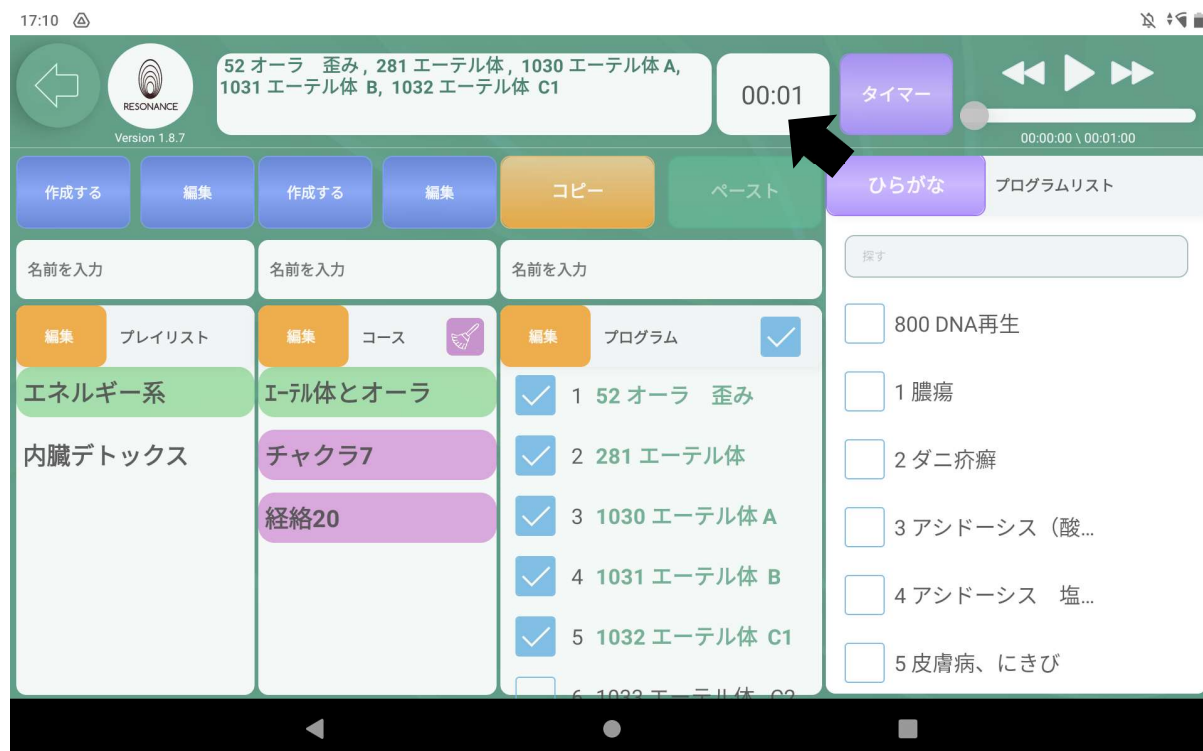 17:10
52 オーラ　歪み , 281 エーテル体 , 1030 エーテル体 A,
1031 エーテル体 B, 1032 エーテル体 C1
RESONANCE
Version 1.8.7
00:01
タイマー
00:00:00 \ 00:01:00
作成する
編集
作成する
編集
コピー
ペースト
ひらがな
プログラムリスト
名前を入力
名前を入力
名前を入力
探す
編集
プレイリスト
編集
コース
編集
プログラム
エネルギー系
内臓デトックス
ｴｰﾃﾙ体とオーラ
チャクラ7
経絡20
1 52 オーラ　歪み
2 281 エーテル体
3 1030 エーテル体 A
4 1031 エーテル体 B
5 1032 エーテル体 C1
6 1033 エーテル体 C2
800 DNA再生
1 膿瘍
2 ダニ疥癬
3 アシドーシス（酸...
4 アシドーシス　塩...
5 皮膚病、にきび